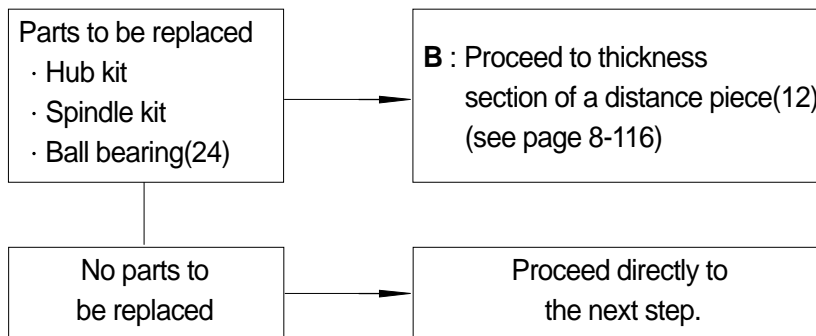 Parts to be replaced
· Hub kit
· Spindle kit
· Ball bearing(24)
B : Proceed to thickness
section of a distance piece(12)
(see page 8-116)
No parts to
be replaced
Proceed directly to
the next step.